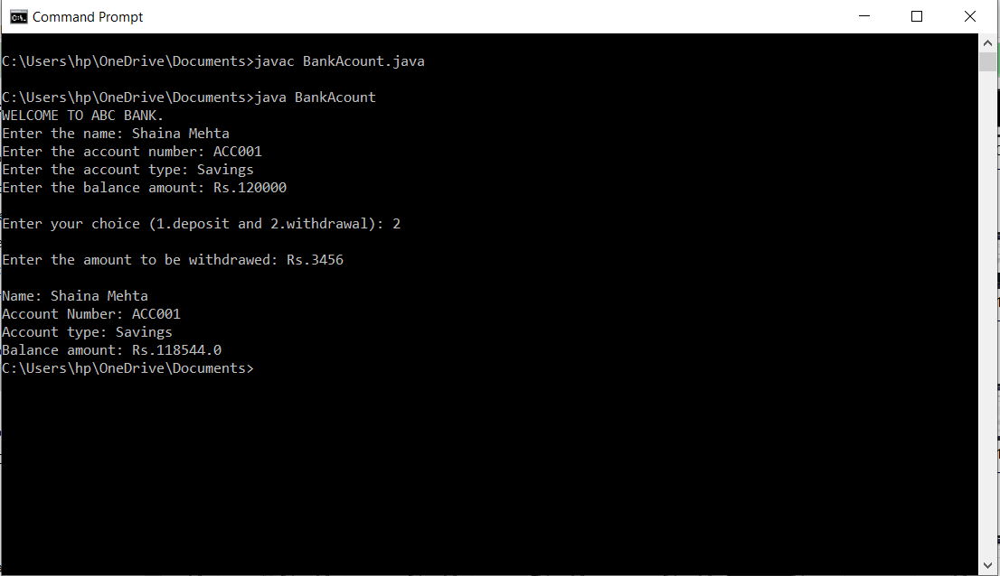 Command Prompt
C:\Users\hp\OneDrive\Documents>javac BankAcount.java
C:\Users\hp\OneDrive\Documents>java BankAcount
WELCOME TO ABC BANK.
Enter the name: Shaina Mehta
Enter the account number: ACC001
Enter the account type: Savings
Enter the balance amount: Rs.120000
Enter your choice (1.deposit and 2.withdrawal): 2
Enter the amount to be withdrawed: Rs.3456
Name: Shaina Mehta
Account Number: ACC001
Account type: Savings
Balance amount: Rs.118544.0
C:\Users\hp\OneDrive\Documents>